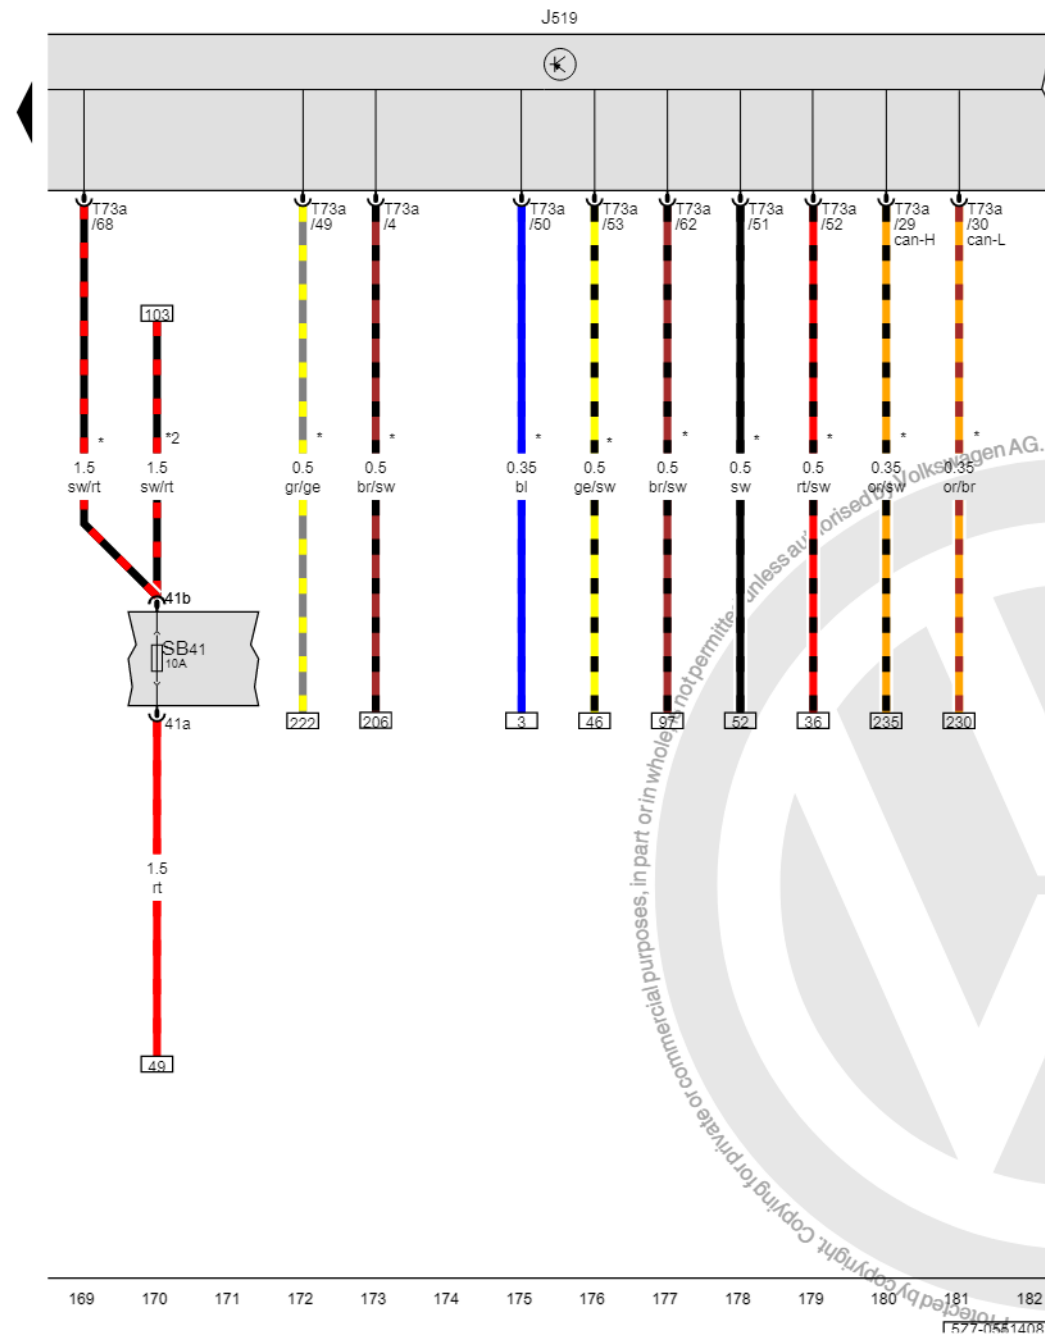 J519
T73a
/68
T73a
/49
T73a
/4
T73a
/50
T73a
/53
T73a
/62
T73a
/51
T73a
/52
T73a
/29
can-H
T73a
/30
can-L
103
*
*2
*
*
*
*
*
*
*
*
*
1.5
sw/rt
1.5
sw/rt
0.5
gr/ge
0.5
br/sw
0.35
bl
0.5
ge/sw
0.5
br/sw
0.5
sw
0.5
rt/sw
0.35
or/sw
0.35
or/br
41b
SB41
10A
41a
222
206
3
46
97
52
36
235
230
1.5
rt
49
Protected by copyright. Copying for private or commercial purposes, in part or in whole, is not permitted unless authorised by Volkswagen AG.
169 170 171 172 173 174 175 176 177 178 179 180 181 182
577-0551408